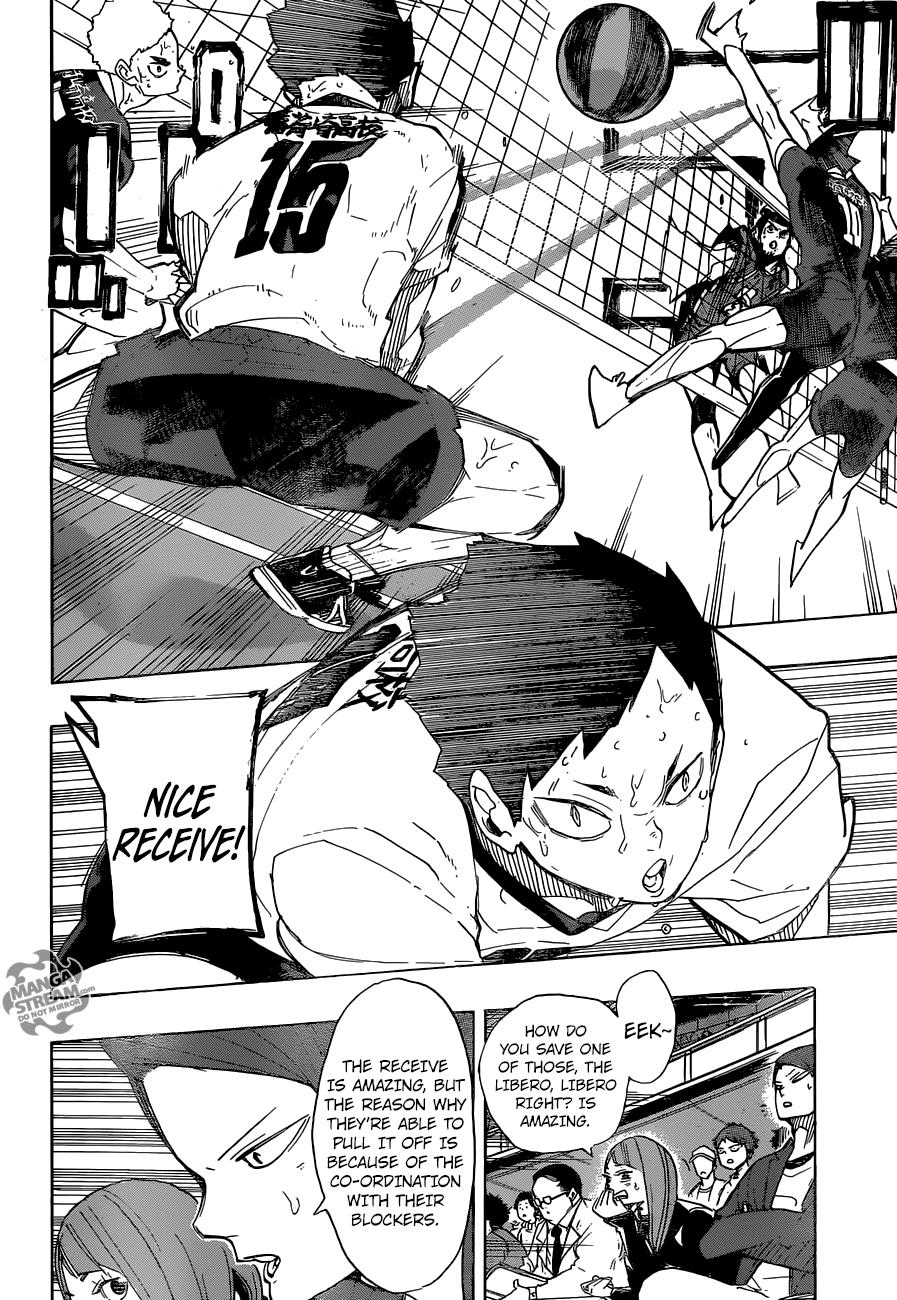 15
NICE
RECEIVE!
EEK~
HOW DO
YOU SAVE ONE
OF THOSE, THE
LIBERO, LIBERO
RIGHT? IS
AMAZING.
THE RECEIVE
IS AMAZING, BUT
THE REASON WHY
THEY'RE ABLE TO
PULL IT OFF IS
BECAUSE OF THE
CO-ORDINATION
WITH THEIR
BLOCKERS.
MANGA
STREAM.com
DO NOT MIRROR